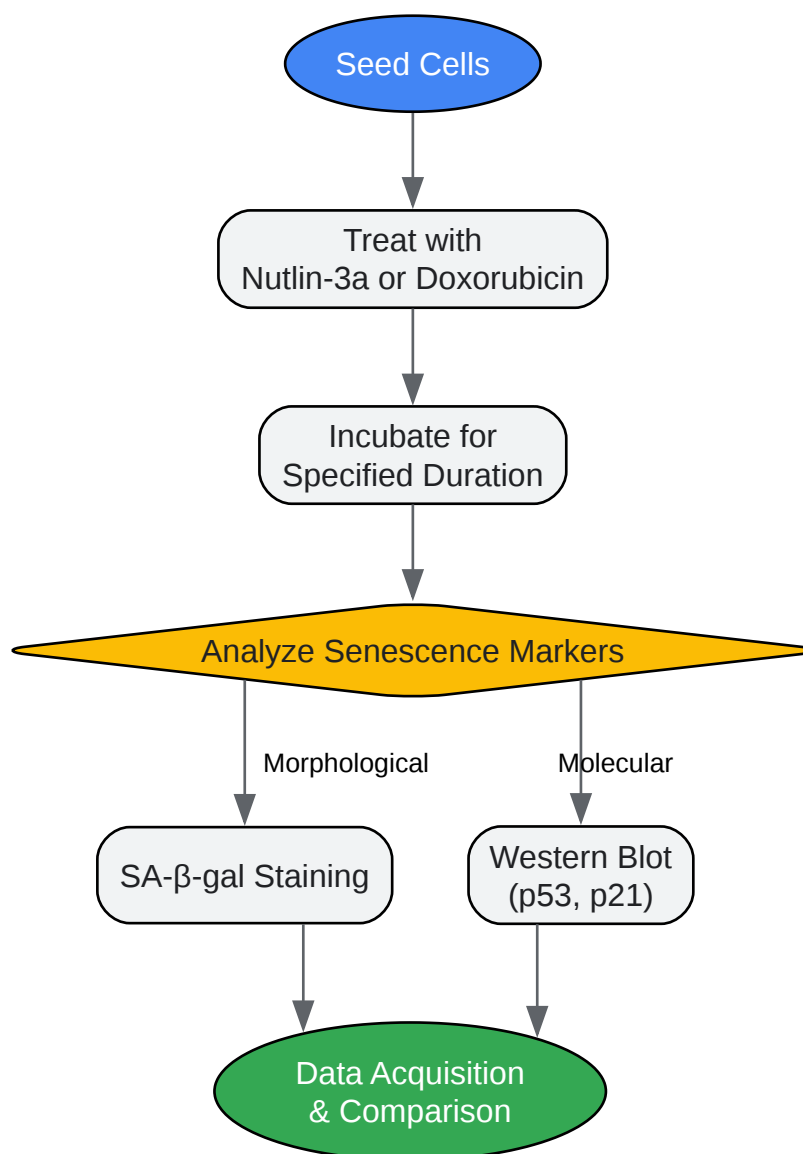 Seed Cells
Treat with
Nutlin-3a or Doxorubicin
Incubate for
Specified Duration
Analyze Senescence Markers
Morphological
Molecular
SA-β-gal Staining
Western Blot
(p53, p21)
Data Acquisition
& Comparison